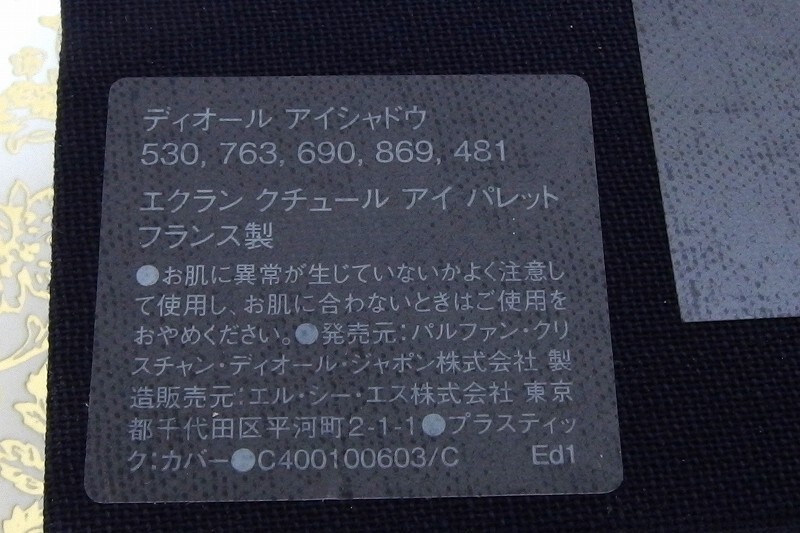 ディオール アイシャドウ
530, 763, 690, 869, 481
エクラン クチュール アイ パレット
フランス製
●お肌に異常が生じていないかよく注意し
て使用し、お肌に合わないときはご使用を
おやめください。●発売元:パルファン・クリ
スチャン・ディオール・ジャポン株式会社 製
造販売元:エル・シー・エス株式会社 東京
都千代田区平河町2-1-1●プラスティッ
ク:カバー●C400100603/C Ed1